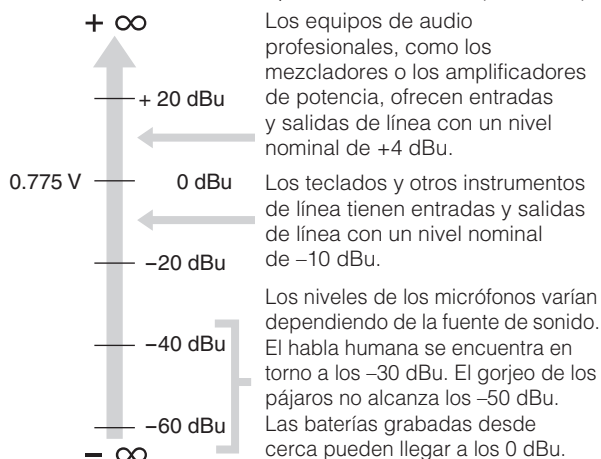 + ∞
+ 20 dBu
0.775 V
0 dBu
−20 dBu
−40 dBu
−60 dBu
− ∞
Los equipos de audio
profesionales, como los
mezcladores o los amplificadores
de potencia, ofrecen entradas
y salidas de línea con un nivel
nominal de +4 dBu.
Los teclados y otros instrumentos
de línea tienen entradas y salidas
de línea con un nivel nominal
de –10 dBu.
Los niveles de los micrófonos varían
dependiendo de la fuente de sonido.
El habla humana se encuentra en
torno a los –30 dBu. El gorjeo de los
pájaros no alcanza los –50 dBu.
Las baterías grabadas desde
cerca pueden llegar a los 0 dBu.